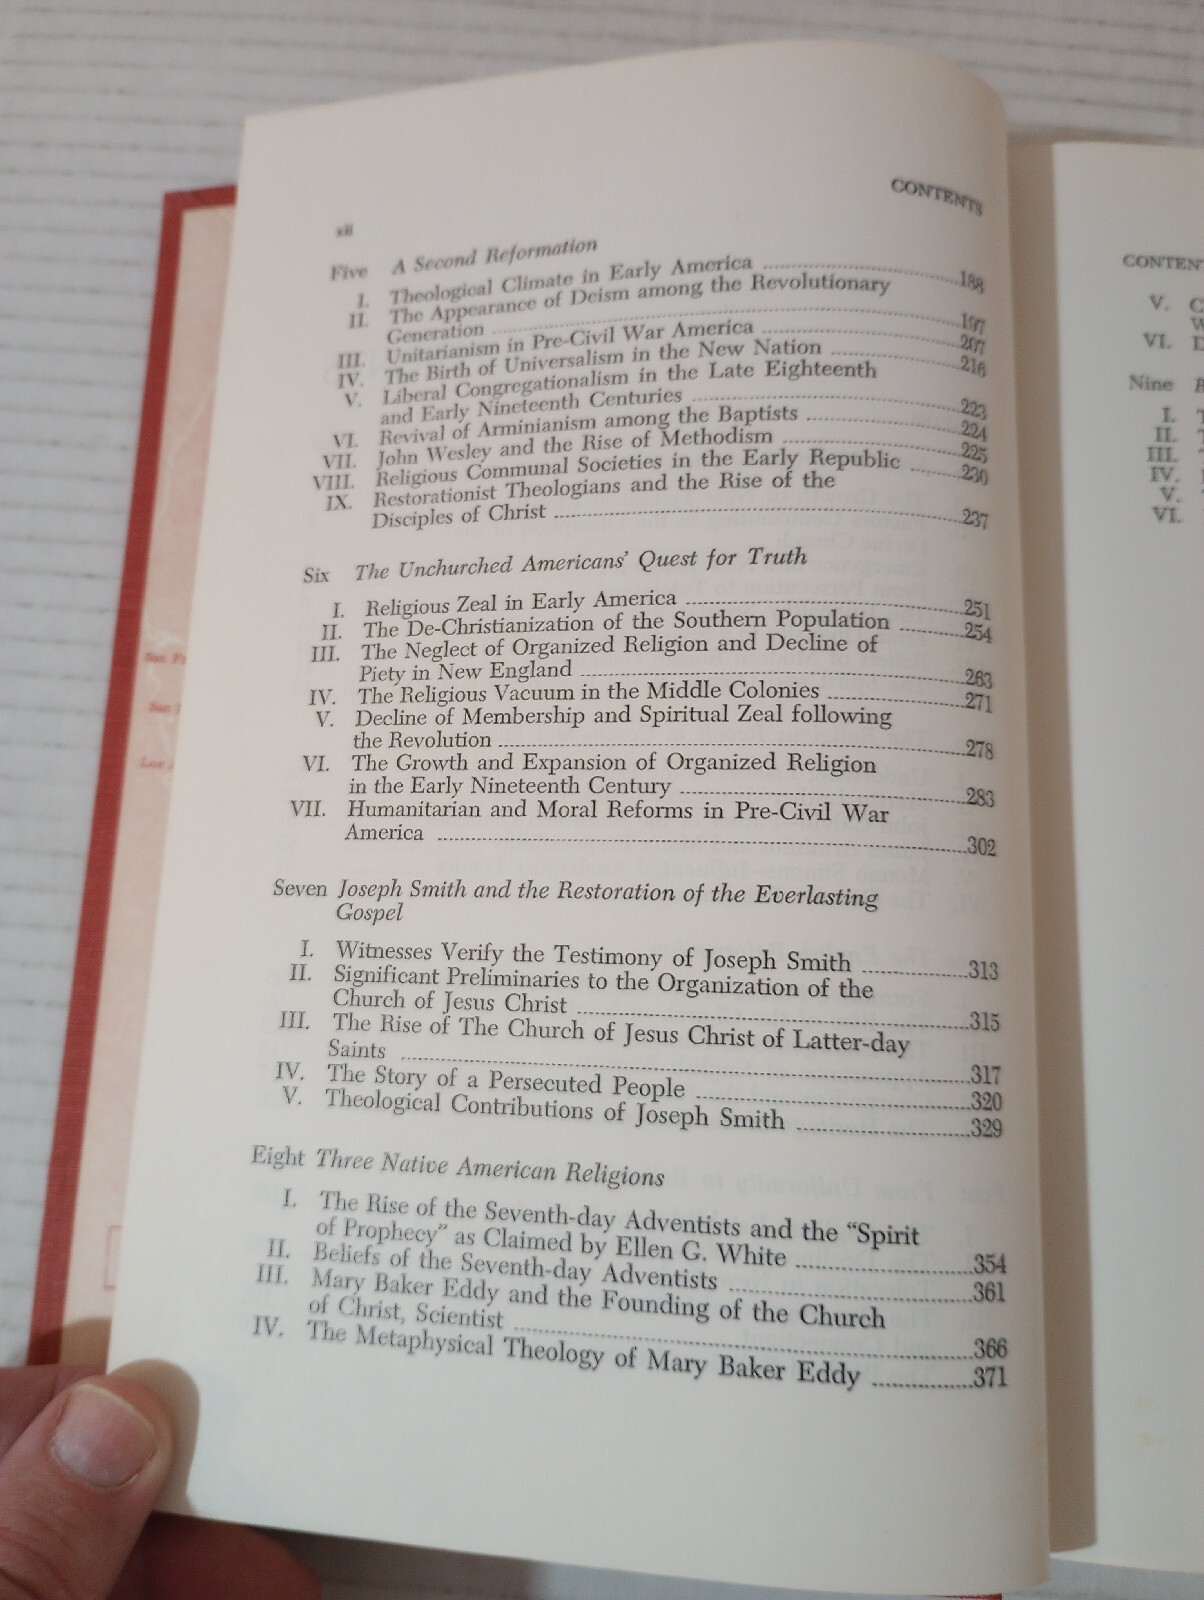 CONTENTS
xii
Five A Second Reformation
I. Theological Climate in Early America 188
II. The Appearance of Deism among the Revolutionary
Generation 197
III. Unitarianism in Pre-Civil War America 207
IV. The Birth of Universalism in the New Nation 216
V. Liberal Congregationalism in the Late Eighteenth
and Early Nineteenth Centuries 223
VI. Revival of Arminianism among the Baptists 224
VII. John Wesley and the Rise of Methodism 225
VIII. Religious Communal Societies in the Early Republic 230
IX. Restorationist Theologians and the Rise of the
Disciples of Christ 237
Six The Unchurched Americans' Quest for Truth
I. Religious Zeal in Early America 251
II. The De-Christianization of the Southern Population 254
III. The Neglect of Organized Religion and Decline of
Piety in New England 263
IV. The Religious Vacuum in the Middle Colonies 271
V. Decline of Membership and Spiritual Zeal following
the Revolution 278
VI. The Growth and Expansion of Organized Religion
in the Early Nineteenth Century 283
VII. Humanitarian and Moral Reforms in Pre-Civil War
America 302
Seven Joseph Smith and the Restoration of the Everlasting
Gospel
I. Witnesses Verify the Testimony of Joseph Smith 313
II. Significant Preliminaries to the Organization of the
Church of Jesus Christ 315
III. The Rise of The Church of Jesus Christ of Latter-day
Saints 317
IV. The Story of a Persecuted People 320
V. Theological Contributions of Joseph Smith 329
Eight Three Native American Religions
I. The Rise of the Seventh-day Adventists and the "Spirit
of Prophecy" as Claimed by Ellen G. White 354
II. Beliefs of the Seventh-day Adventists 361
III. Mary Baker Eddy and the Founding of the Church
of Christ, Scientist 366
IV. The Metaphysical Theology of Mary Baker Eddy 371
V.
VI.
Nine
I.
II.
III.
IV.
V.
VI.